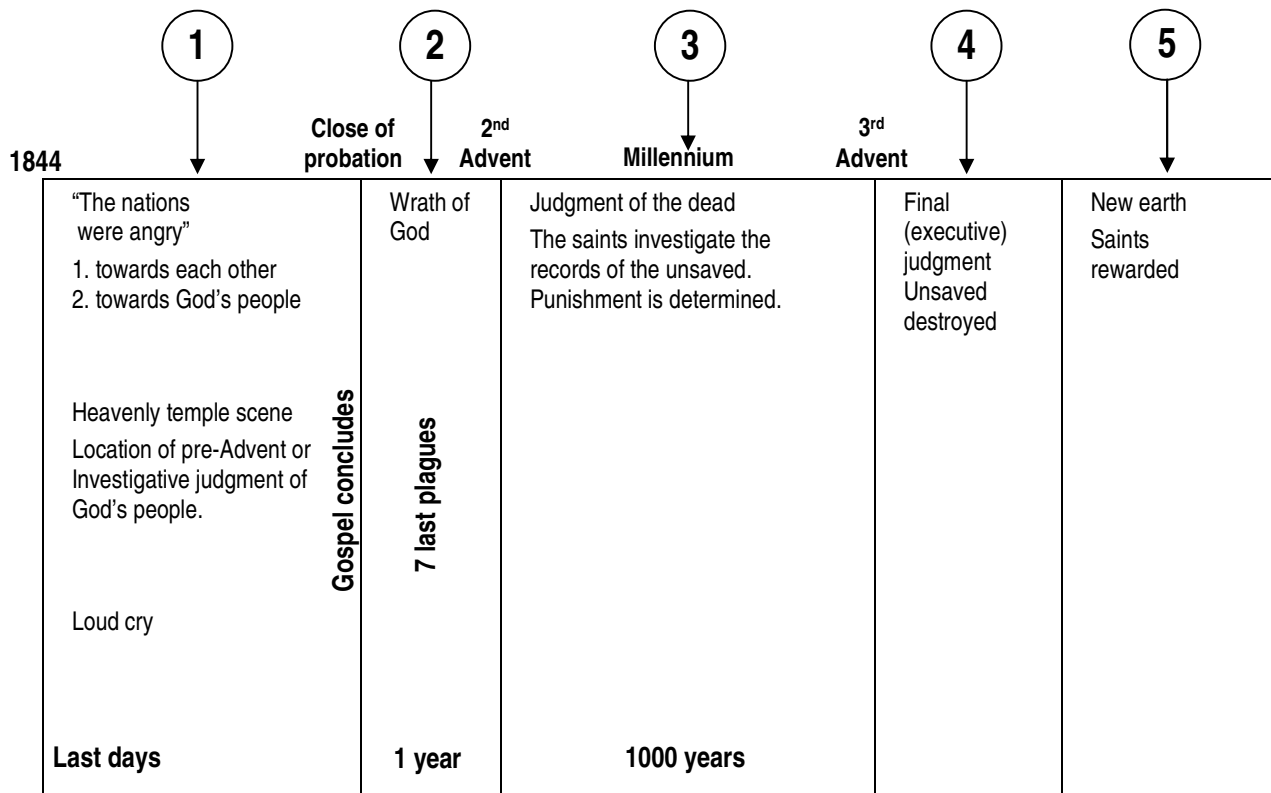 1
2
3
4
5
1844
Close of
probation
2nd
Advent
Millennium
3rd
Advent
“The nations
were angry”
1. towards each other
2. towards God’s people
Heavenly temple scene
Location of pre-Advent or
Investigative judgment of
God’s people.
Loud cry
Last days
Gospel concludes
Wrath of
God
7 last plagues
1 year
Judgment of the dead
The saints investigate the
records of the unsaved.
Punishment is determined.
1000 years
Final
(executive)
judgment
Unsaved
destroyed
New earth
Saints
rewarded